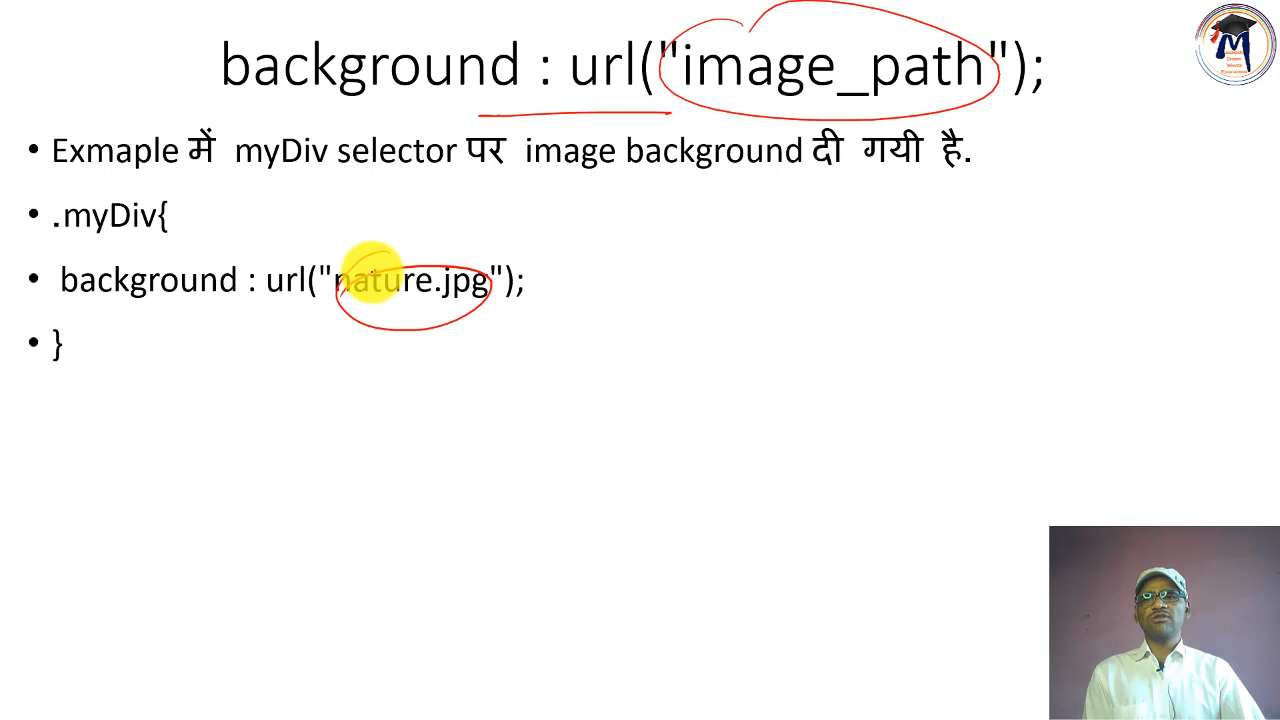 background : url("image_path");
• Exmaple में myDiv selector पर image background दी गयी है.
• .myDiv{
• background : url("nature.jpg");
• }